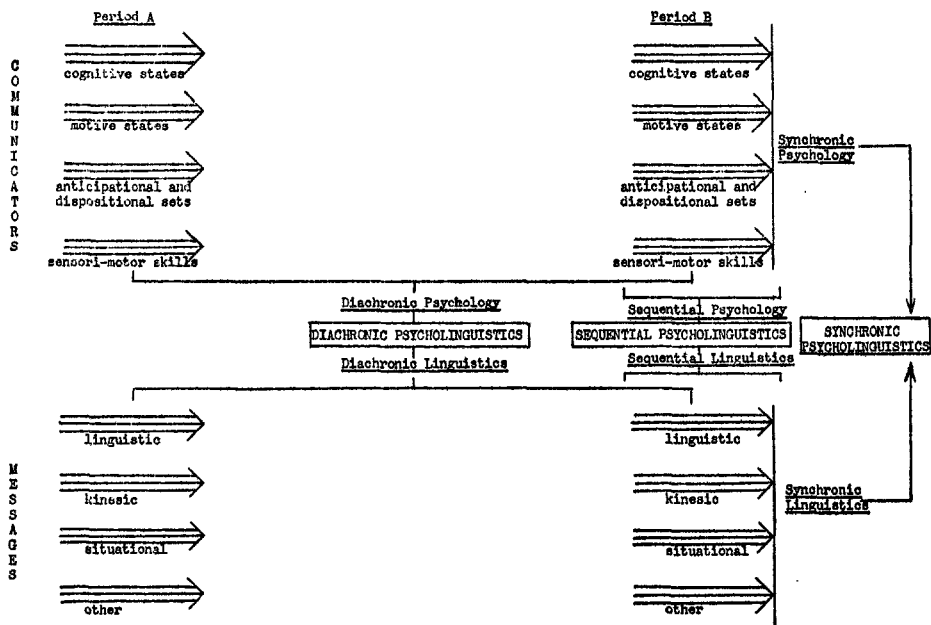 Period A
Period B
COMMUNICATORS
cognitive states
cognitive states
motive states
motive states
Synchronic
Psychology
anticipational and
dispositional sets
anticipational and
dispositional sets
sensori-motor skills
sensori-motor skills
Diachronic Psychology
Sequential Psychology
DIACHRONIC PSYCHOLINGUISTICS
SEQUENTIAL PSYCHOLINGUISTICS
SYNCHRONIC
PSYCHOLINGUISTICS
Diachronic Linguistics
Sequential Linguistics
MESSAGES
linguistic
linguistic
kinesic
kinesic
Synchronic
Linguistics
situational
situational
other
other